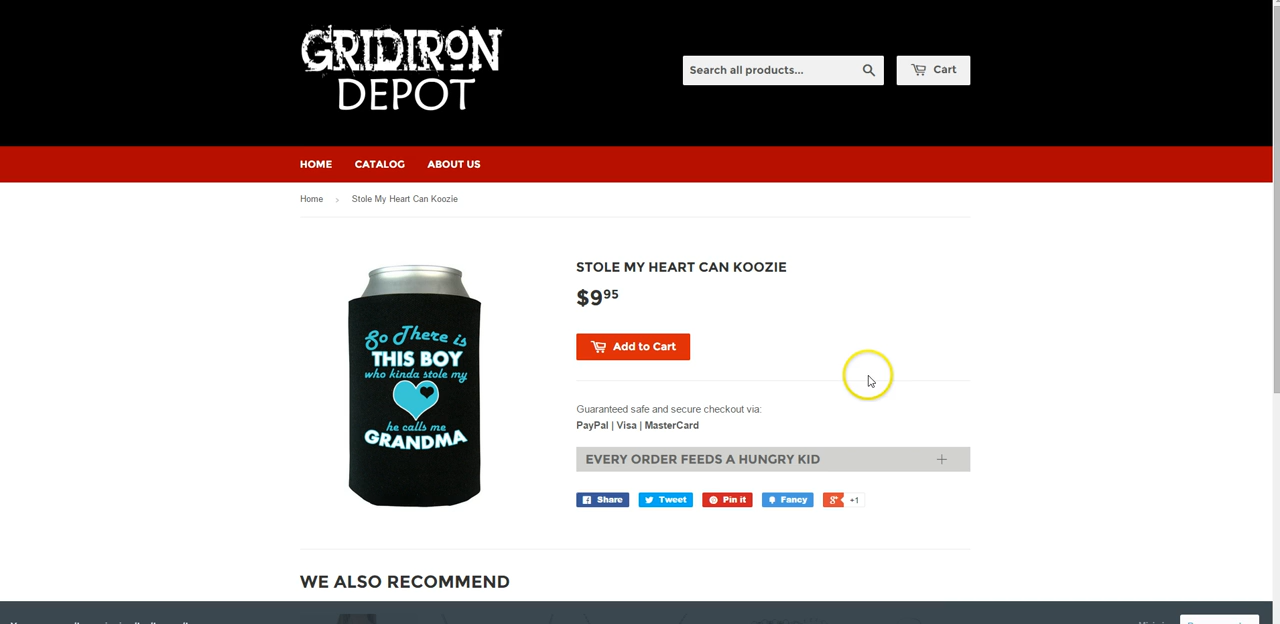 GRIDIRON
DEPOT
Search all products...
Cart
HOME CATALOG ABOUT US
Home › Stole My Heart Can Koozie
So There is
THIS BOY
who kinda stole my
he calls me
GRANDMA
STOLE MY HEART CAN KOOZIE
$9.95
Add to Cart
Guaranteed safe and secure checkout via:
PayPal | Visa | MasterCard
EVERY ORDER FEEDS A HUNGRY KID +
Share Tweet Pin it Fancy g+ +1
WE ALSO RECOMMEND